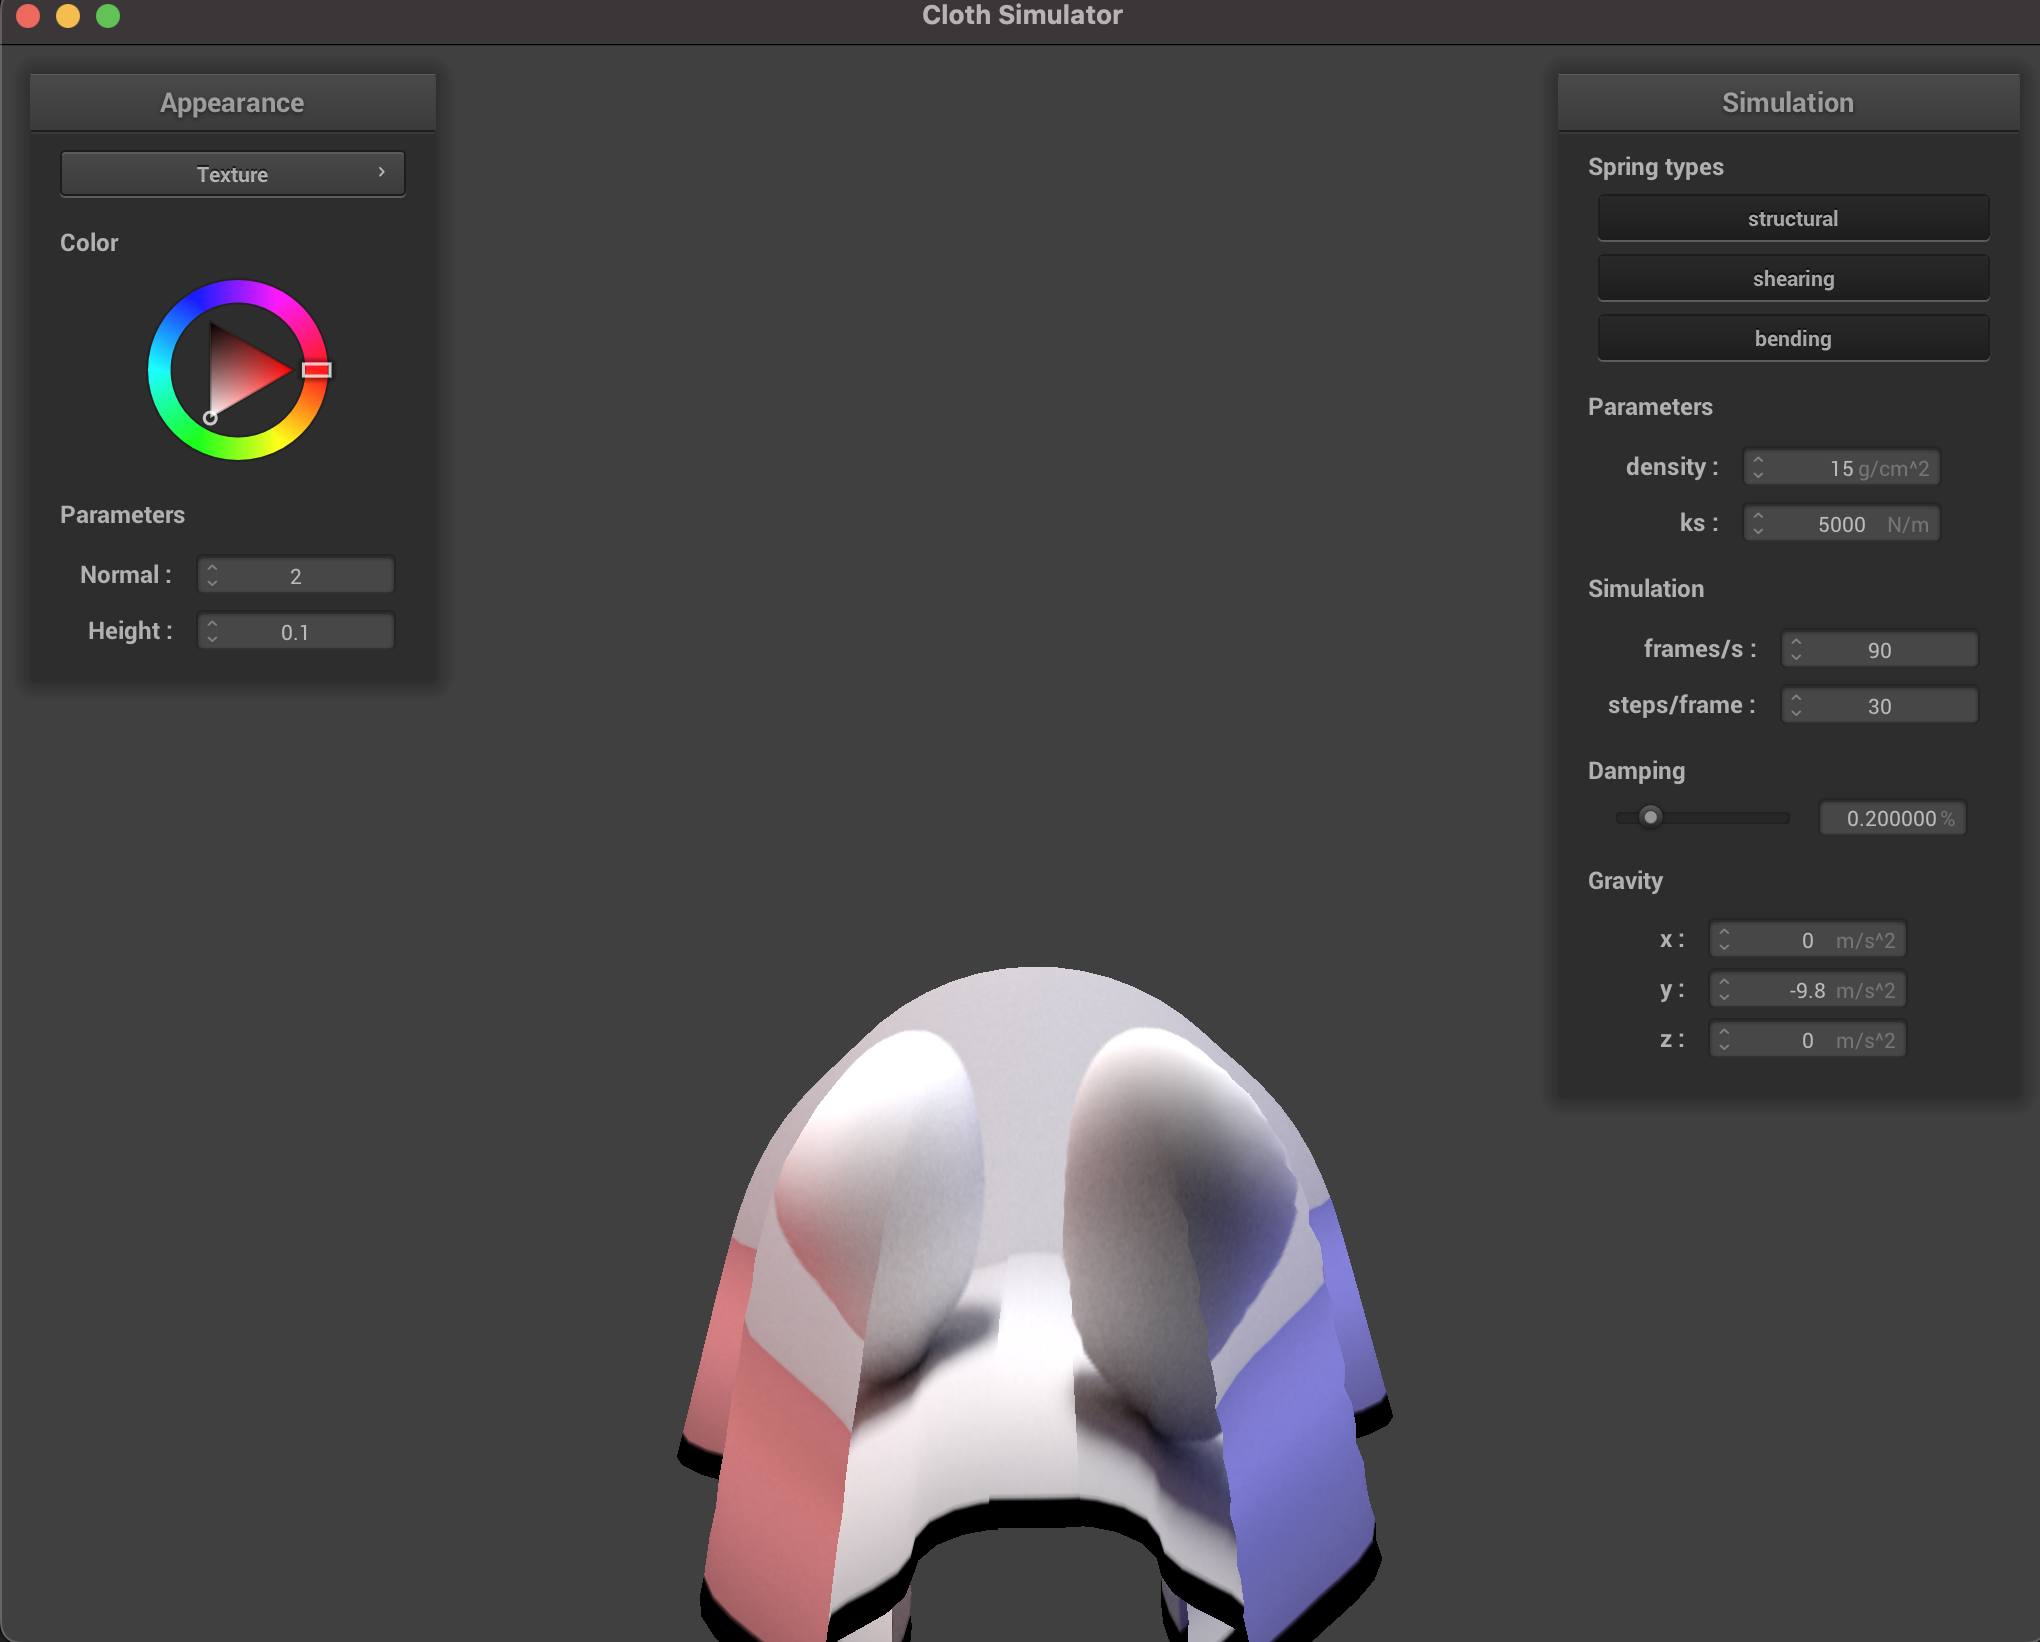 Cloth Simulator
Appearance
Texture
Color
Parameters
Normal : 2
Height : 0.1
Simulation
Spring types
structural
shearing
bending
Parameters
density : 15 g/cm^2
ks : 5000 N/m
Simulation
frames/s : 90
steps/frame : 30
Damping
0.200000 %
Gravity
x : 0 m/s^2
y : -9.8 m/s^2
z : 0 m/s^2